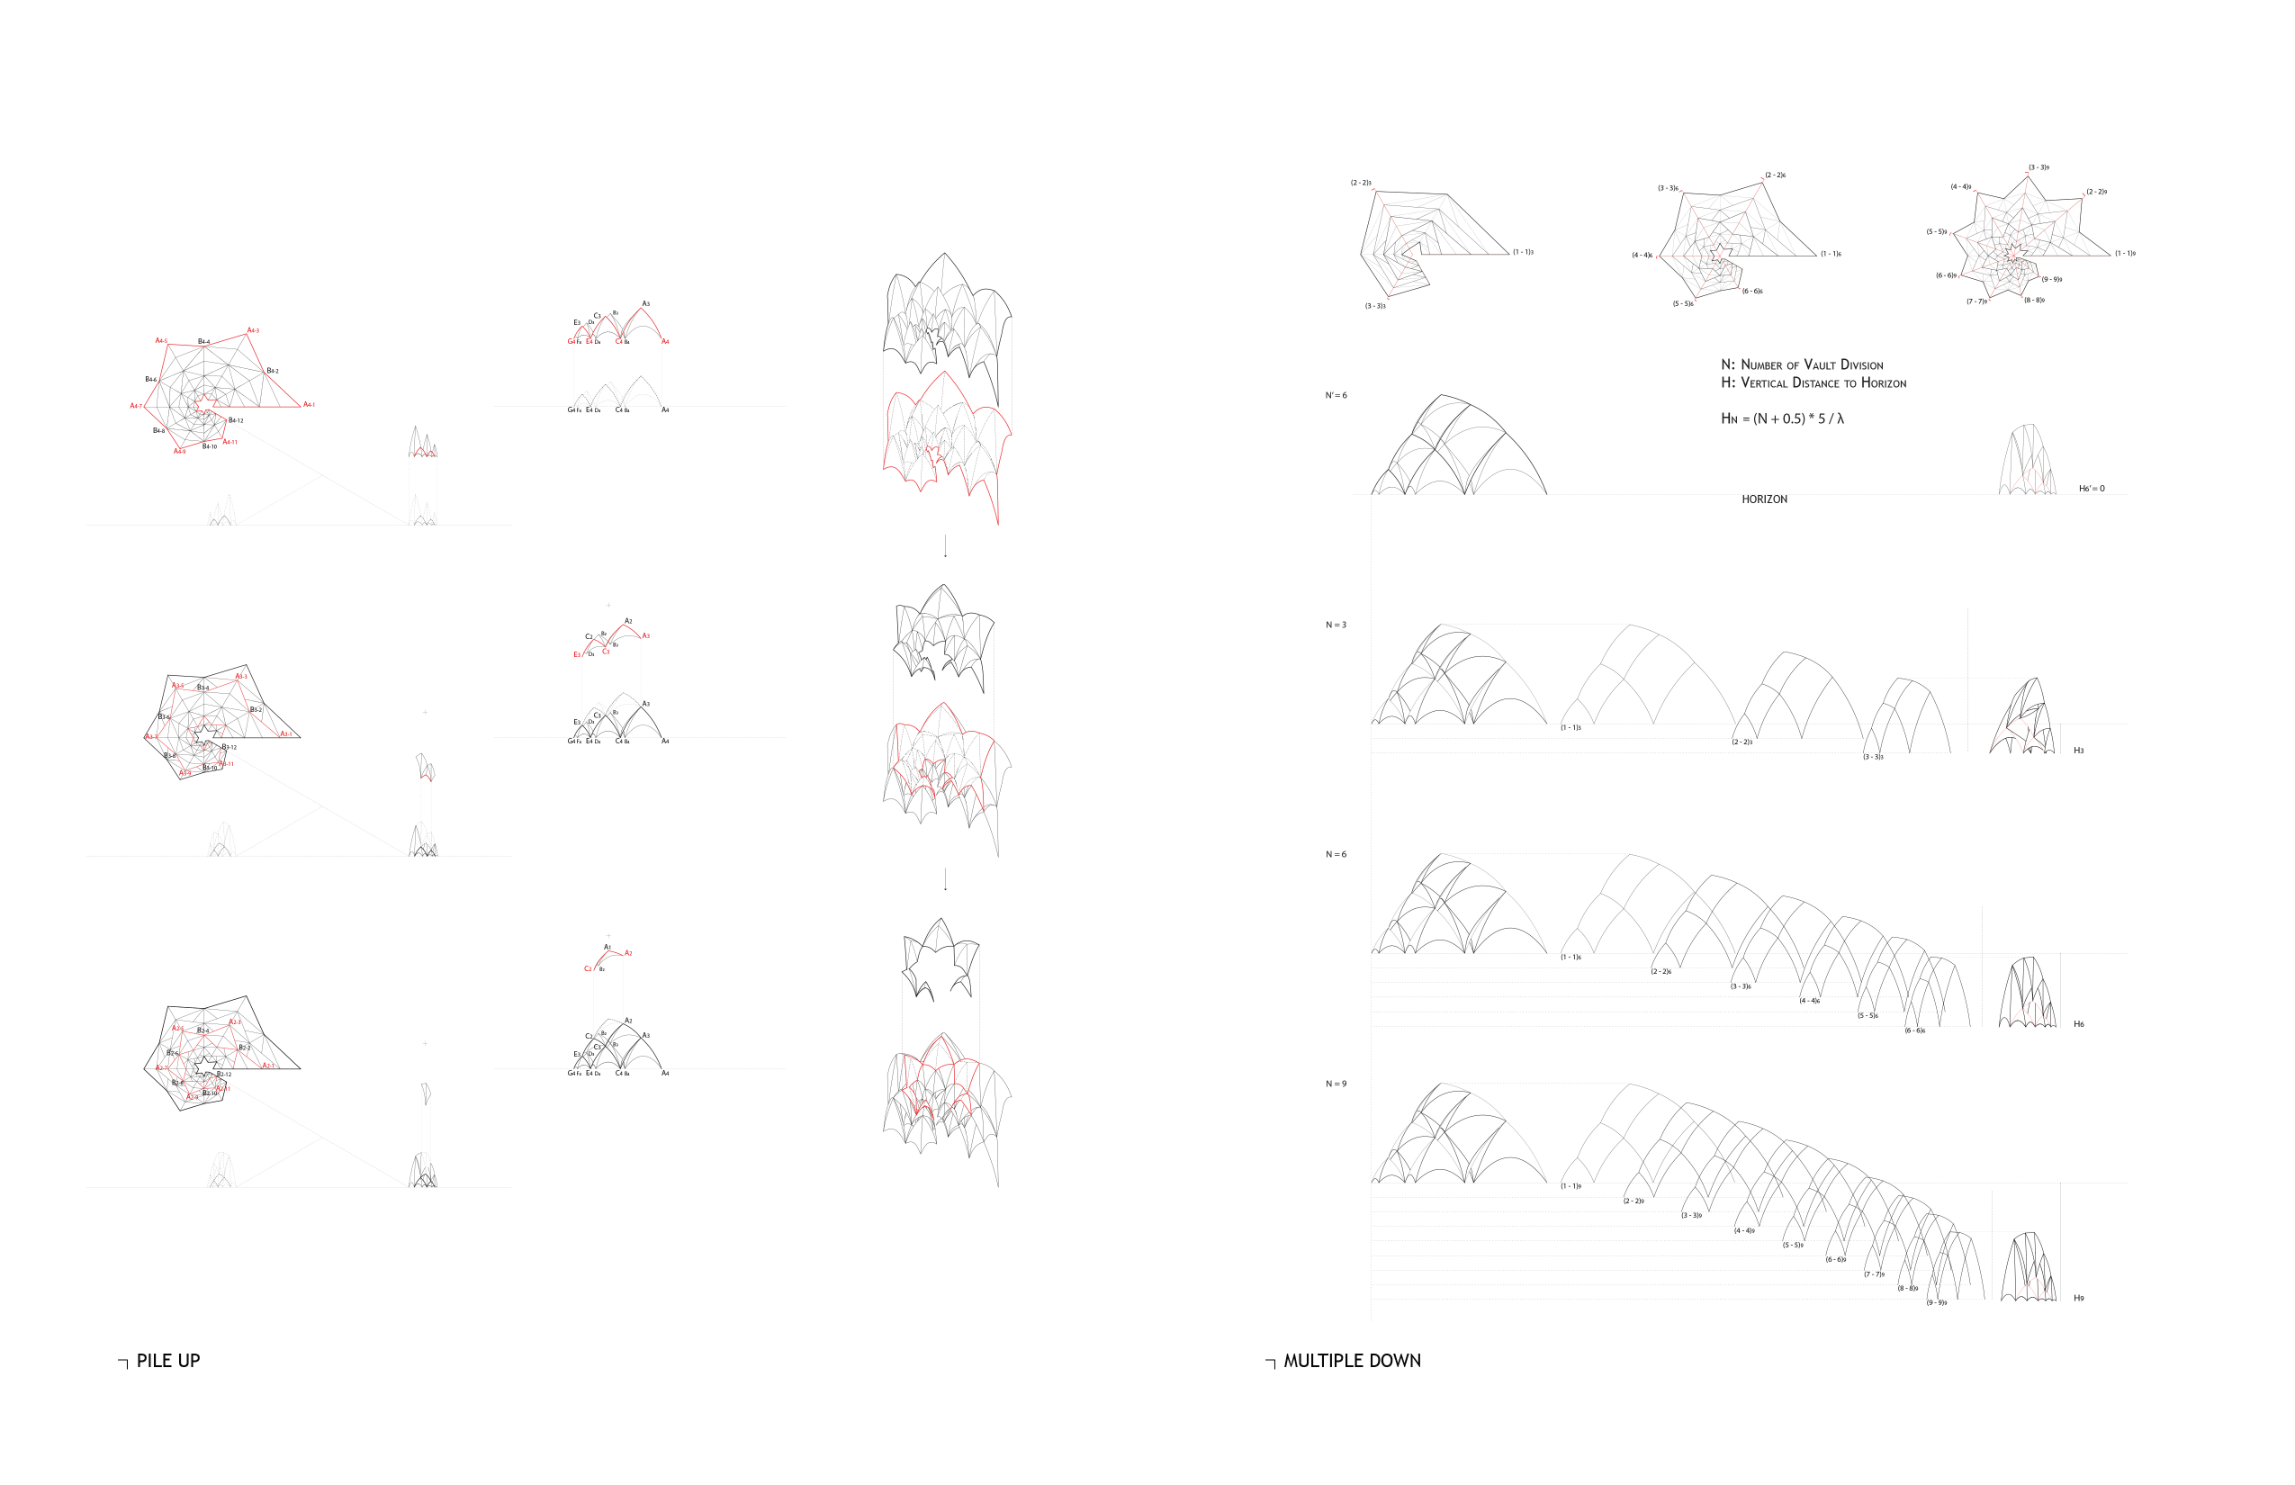 A4-3
A4-5
B4-4
B4-2
B4-6
A4-7
A4-1
B4-8
B4-12
A4-11
B4-10
A4-9
A3
C3
B3
E3
D3
G4 F4 E4 D4 C4 B4 A4
G4 F4 E4 D4 C4 B4 A4
A3-3
A3-5
B3-4
B3-2
B3-6
A3-7
A3-1
B3-12
B3-8
A3-11
B3-10
A3-9
A2
C2
B2
A3
B3
C3
E3
D3
A3
C3
B3
E3
G4 F4 E4 D4 C4 B4 A4
A2-3
A2-5
B2-4
B2-2
B2-6
A2-7
A2-1
B2-12
B2-8
A2-11
B2-10
A2-9
A1
A2
C2
B2
A2
C2
B2
A3
C3
B3
E3
D3
G4 F4 E4 D4 C4 B4 A4
PILE UP
(2 - 2)3
(1 - 1)3
(3 - 3)3
(2 - 2)6
(3 - 3)6
(4 - 4)6
(1 - 1)6
(6 - 6)6
(5 - 5)6
(3 - 3)9
(4 - 4)9
(2 - 2)9
(5 - 5)9
(1 - 1)9
(6 - 6)9
(9 - 9)9
(7 - 7)9
(8 - 8)9
N: Number of Vault Division
H: Vertical Distance to Horizon
HN = (N + 0.5) * 5 / λ
N' = 6
H6' = 0
HORIZON
N = 3
(1 - 1)3
(2 - 2)3
(3 - 3)3
H3
N = 6
(1 - 1)6
(2 - 2)6
(3 - 3)6
(4 - 4)6
(5 - 5)6
(6 - 6)6
H6
N = 9
(1 - 1)9
(2 - 2)9
(3 - 3)9
(4 - 4)9
(5 - 5)9
(6 - 6)9
(7 - 7)9
(8 - 8)9
(9 - 9)9
H9
MULTIPLE DOWN